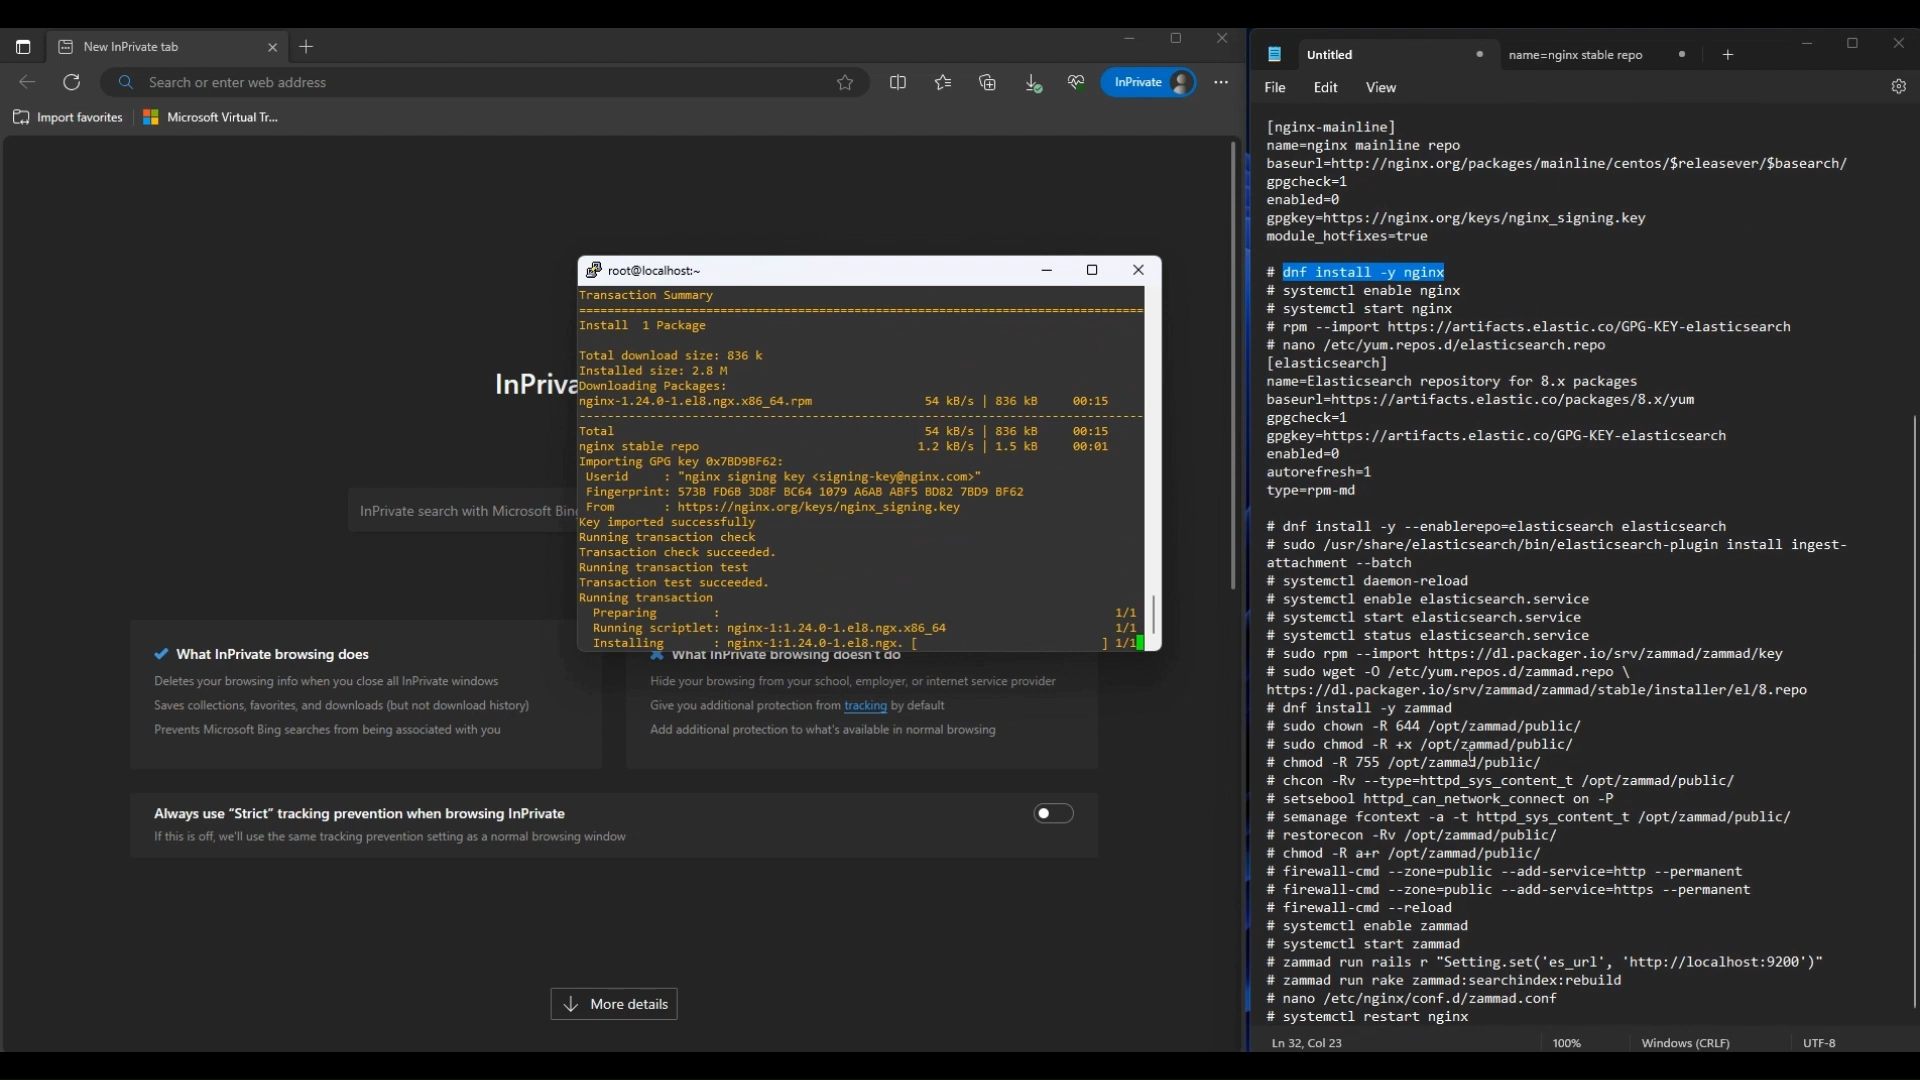 New InPrivate tab
Search or enter web address
InPrivate
Import favorites
Microsoft Virtual Tr...
InPriva
InPrivate search with Microsoft Bin
What InPrivate browsing does
Deletes your browsing info when you close all InPrivate windows
Saves collections, favorites, and downloads (but not download history)
Prevents Microsoft Bing searches from being associated with you
What InPrivate browsing doesn't do
Hide your browsing from your school, employer, or internet service provider
Give you additional protection from tracking by default
Add additional protection to what's available in normal browsing
Always use “Strict” tracking prevention when browsing InPrivate
If this is off, we'll use the same tracking prevention setting as a normal browsing window
More details
root@localhost:~
Transaction Summary
================================================================================
Install  1 Package
Total download size: 836 k
Installed size: 2.8 M
Downloading Packages:
nginx-1.24.0-1.el8.ngx.x86_64.rpm 54 kB/s | 836 kB 00:15
--------------------------------------------------------------------------------
Total 54 kB/s | 836 kB 00:15
nginx stable repo 1.2 kB/s | 1.5 kB 00:01
Importing GPG key 0x7BD9BF62:
Userid : "nginx signing key <signing-key@nginx.com>"
Fingerprint: 573B FD6B 3D8F BC64 1079 A6AB ABF5 BD82 7BD9 BF62
From : https://nginx.org/keys/nginx_signing.key
Key imported successfully
Running transaction check
Transaction check succeeded.
Running transaction test
Transaction test succeeded.
Running transaction
Preparing : 1/1
Running scriptlet: nginx-1:1.24.0-1.el8.ngx.x86_64 1/1
Installing : nginx-1:1.24.0-1.el8.ngx. [ ] 1/1
Untitled
name=nginx stable repo
File Edit View
[nginx-mainline]
name=nginx mainline repo
baseurl=http://nginx.org/packages/mainline/centos/$releasever/$basearch/
gpgcheck=1
enabled=0
gpgkey=https://nginx.org/keys/nginx_signing.key
module_hotfixes=true
# dnf install -y nginx
# systemctl enable nginx
# systemctl start nginx
# rpm --import https://artifacts.elastic.co/GPG-KEY-elasticsearch
# nano /etc/yum.repos.d/elasticsearch.repo
[elasticsearch]
name=Elasticsearch repository for 8.x packages
baseurl=https://artifacts.elastic.co/packages/8.x/yum
gpgcheck=1
gpgkey=https://artifacts.elastic.co/GPG-KEY-elasticsearch
enabled=0
autorefresh=1
type=rpm-md
# dnf install -y --enablerepo=elasticsearch elasticsearch
# sudo /usr/share/elasticsearch/bin/elasticsearch-plugin install ingest-
attachment --batch
# systemctl daemon-reload
# systemctl enable elasticsearch.service
# systemctl start elasticsearch.service
# systemctl status elasticsearch.service
# sudo rpm --import https://dl.packager.io/srv/zammad/zammad/key
# sudo wget -O /etc/yum.repos.d/zammad.repo \
https://dl.packager.io/srv/zammad/zammad/stable/installer/el/8.repo
# dnf install -y zammad
# sudo chown -R 644 /opt/zammad/public/
# sudo chmod -R +x /opt/zammad/public/
# chmod -R 755 /opt/zammad/public/
# chcon -Rv --type=httpd_sys_content_t /opt/zammad/public/
# setsebool httpd_can_network_connect on -P
# semanage fcontext -a -t httpd_sys_content_t /opt/zammad/public/
# restorecon -Rv /opt/zammad/public/
# chmod -R a+r /opt/zammad/public/
# firewall-cmd --zone=public --add-service=http --permanent
# firewall-cmd --zone=public --add-service=https --permanent
# firewall-cmd --reload
# systemctl enable zammad
# systemctl start zammad
# zammad run rails r "Setting.set('es_url', 'http://localhost:9200')"
# zammad run rake zammad:searchindex:rebuild
# nano /etc/nginx/conf.d/zammad.conf
# systemctl restart nginx
Ln 32, Col 23 100% Windows (CRLF) UTF-8